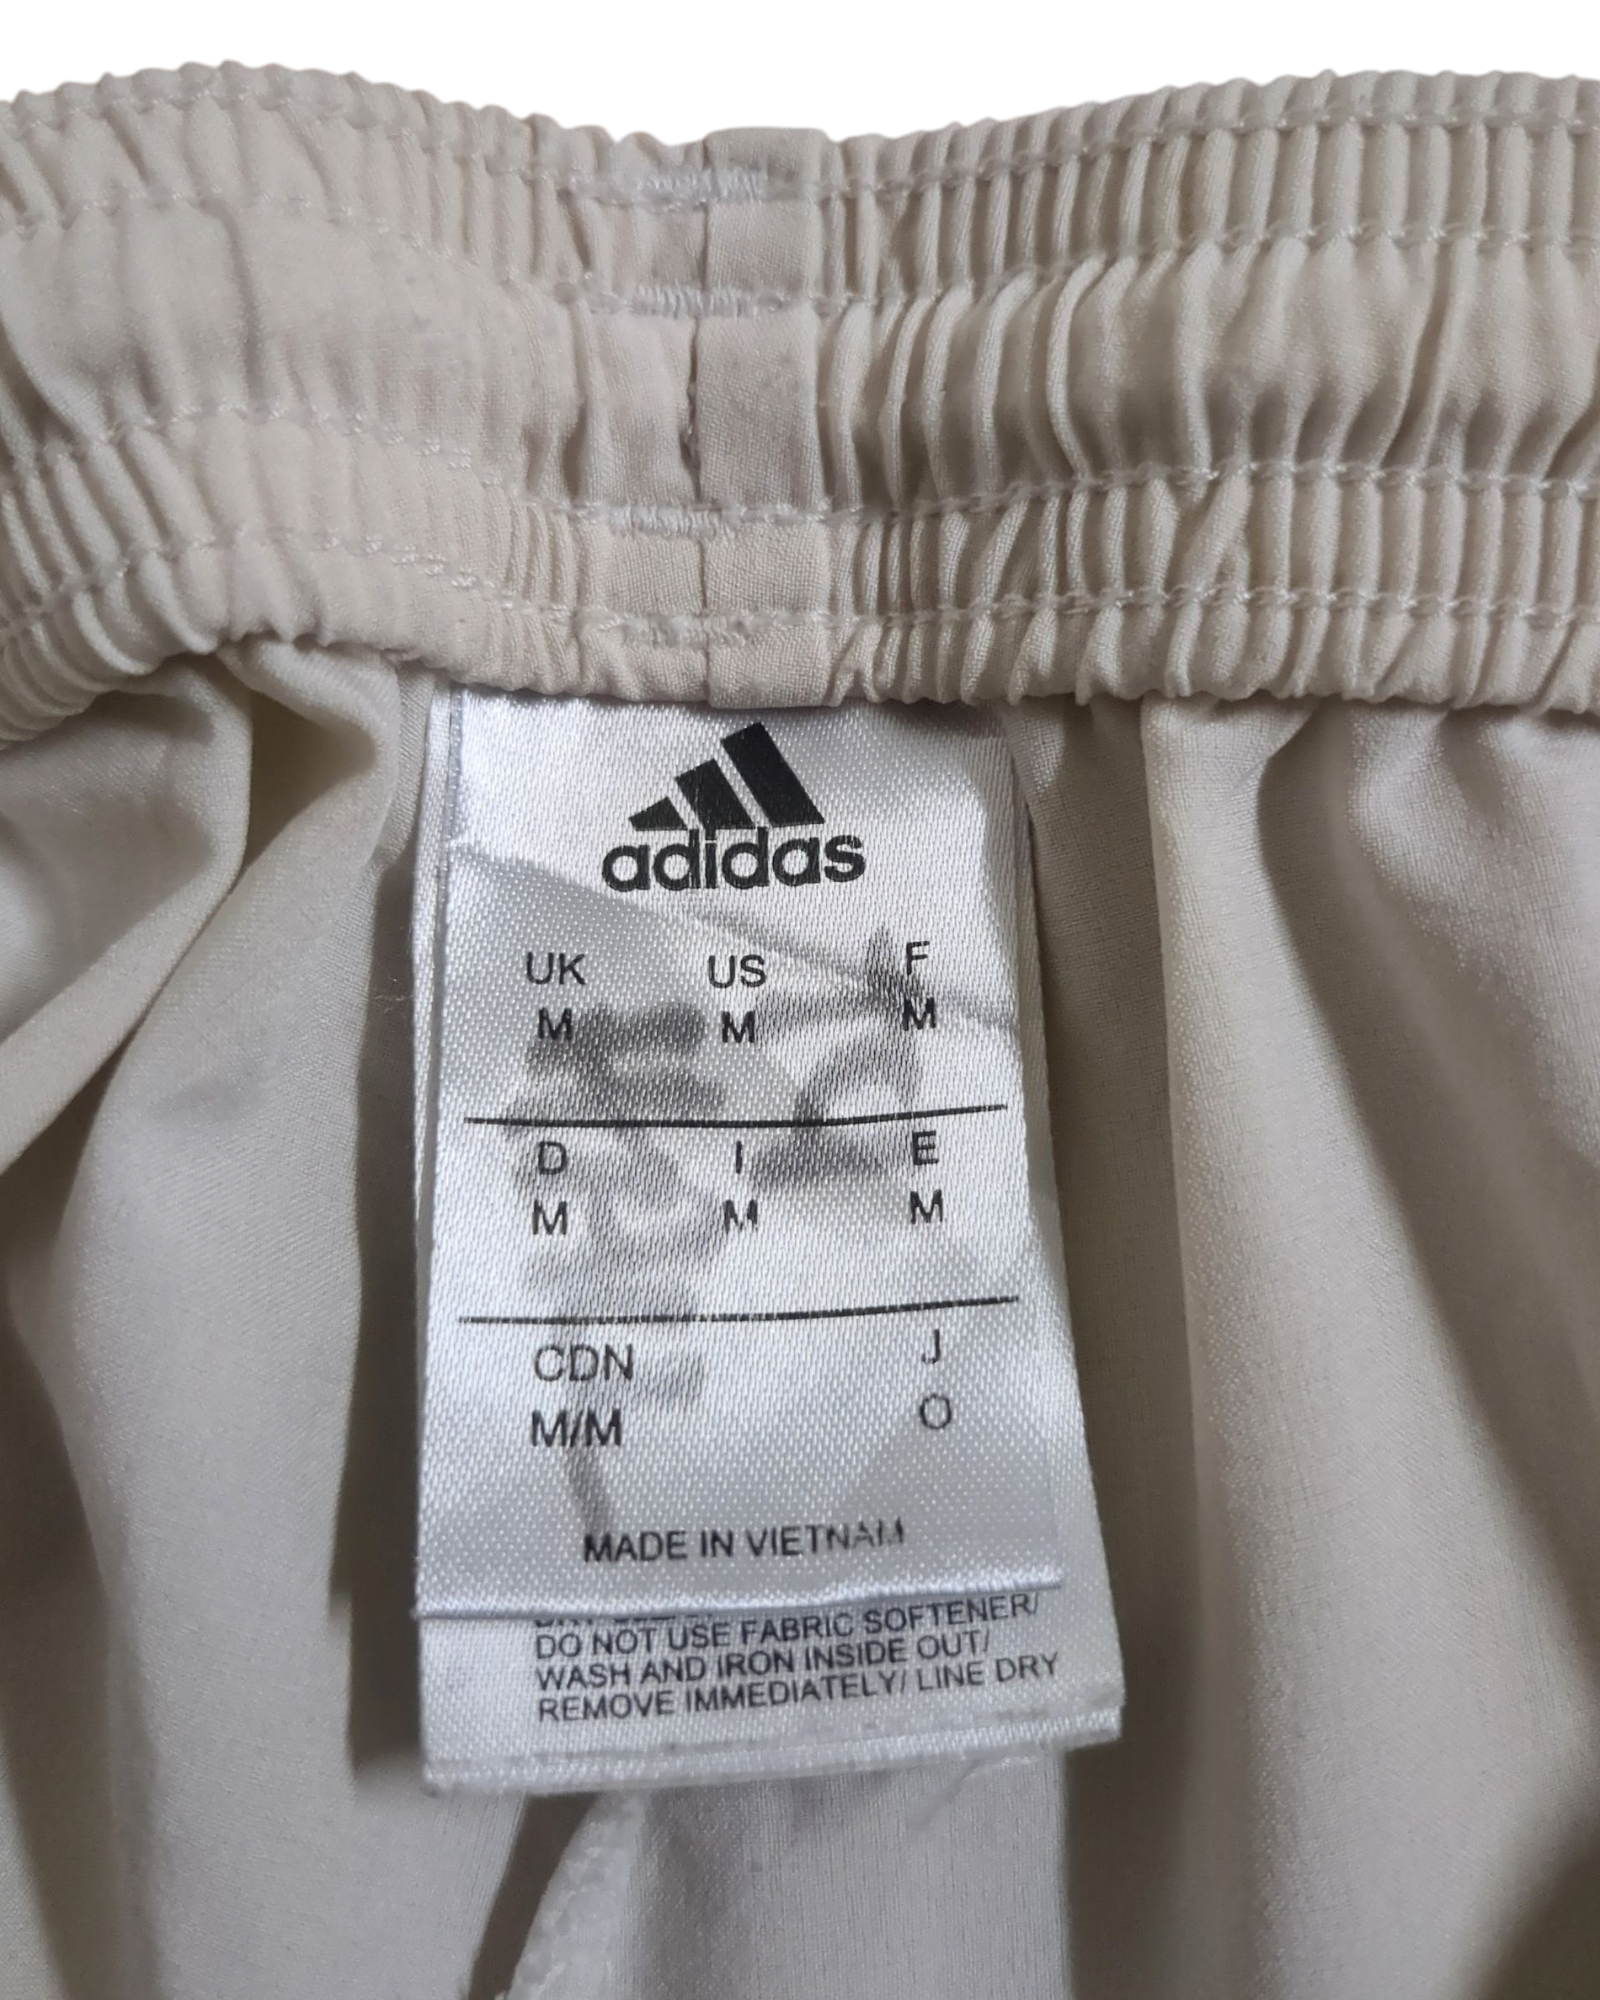 adidas
UK US F
M M M
D I E
M M M
CDN J
M/M O
MADE IN VIETNAM
DO NOT USE FABRIC SOFTENER/
WASH AND IRON INSIDE OUT/
REMOVE IMMEDIATELY/ LINE DRY